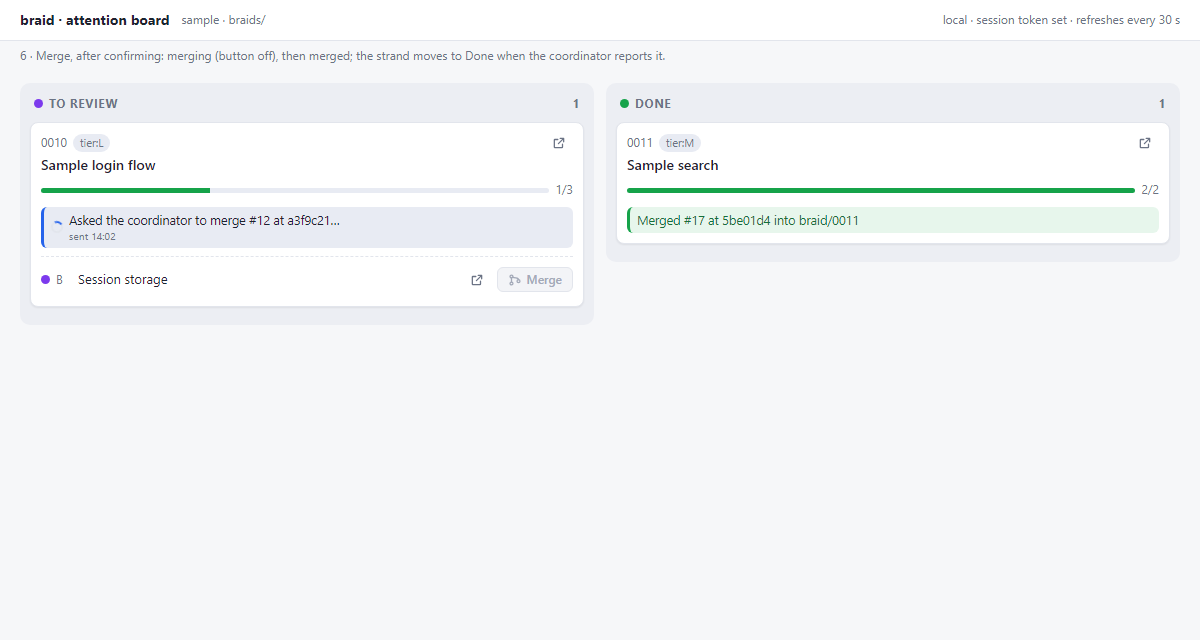 braid · attention board sample · braids/ local · session token set · refreshes every 30 s
6 · Merge, after confirming: merging (button off), then merged; the strand moves to Done when the coordinator reports it.
TO REVIEW 1
0010 tier:L
Sample login flow
1/3
Asked the coordinator to merge #12 at a3f9c21...
sent 14:02
B Session storage Merge
DONE 1
0011 tier:M
Sample search
2/2
Merged #17 at 5be01d4 into braid/0011